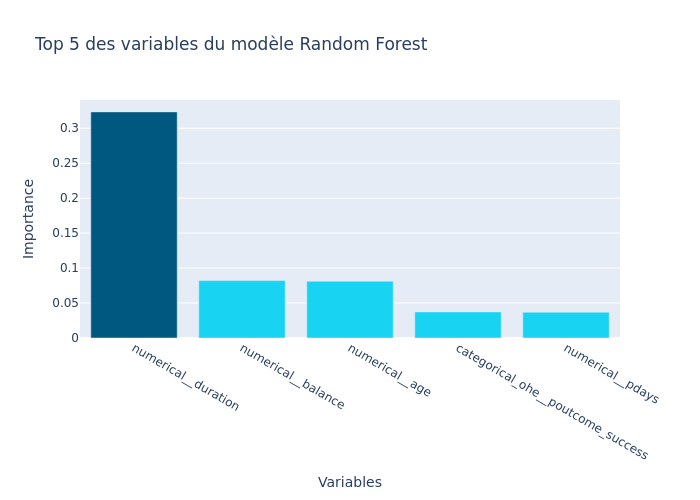 Top 5 des variables du modèle Random Forest
0.3
0.25
0.2
0.15
0.1
0.05
0
Importance
numerical__duration
numerical__balance
numerical__age
categorical_ohe__poutcome_success
numerical__pdays
Variables